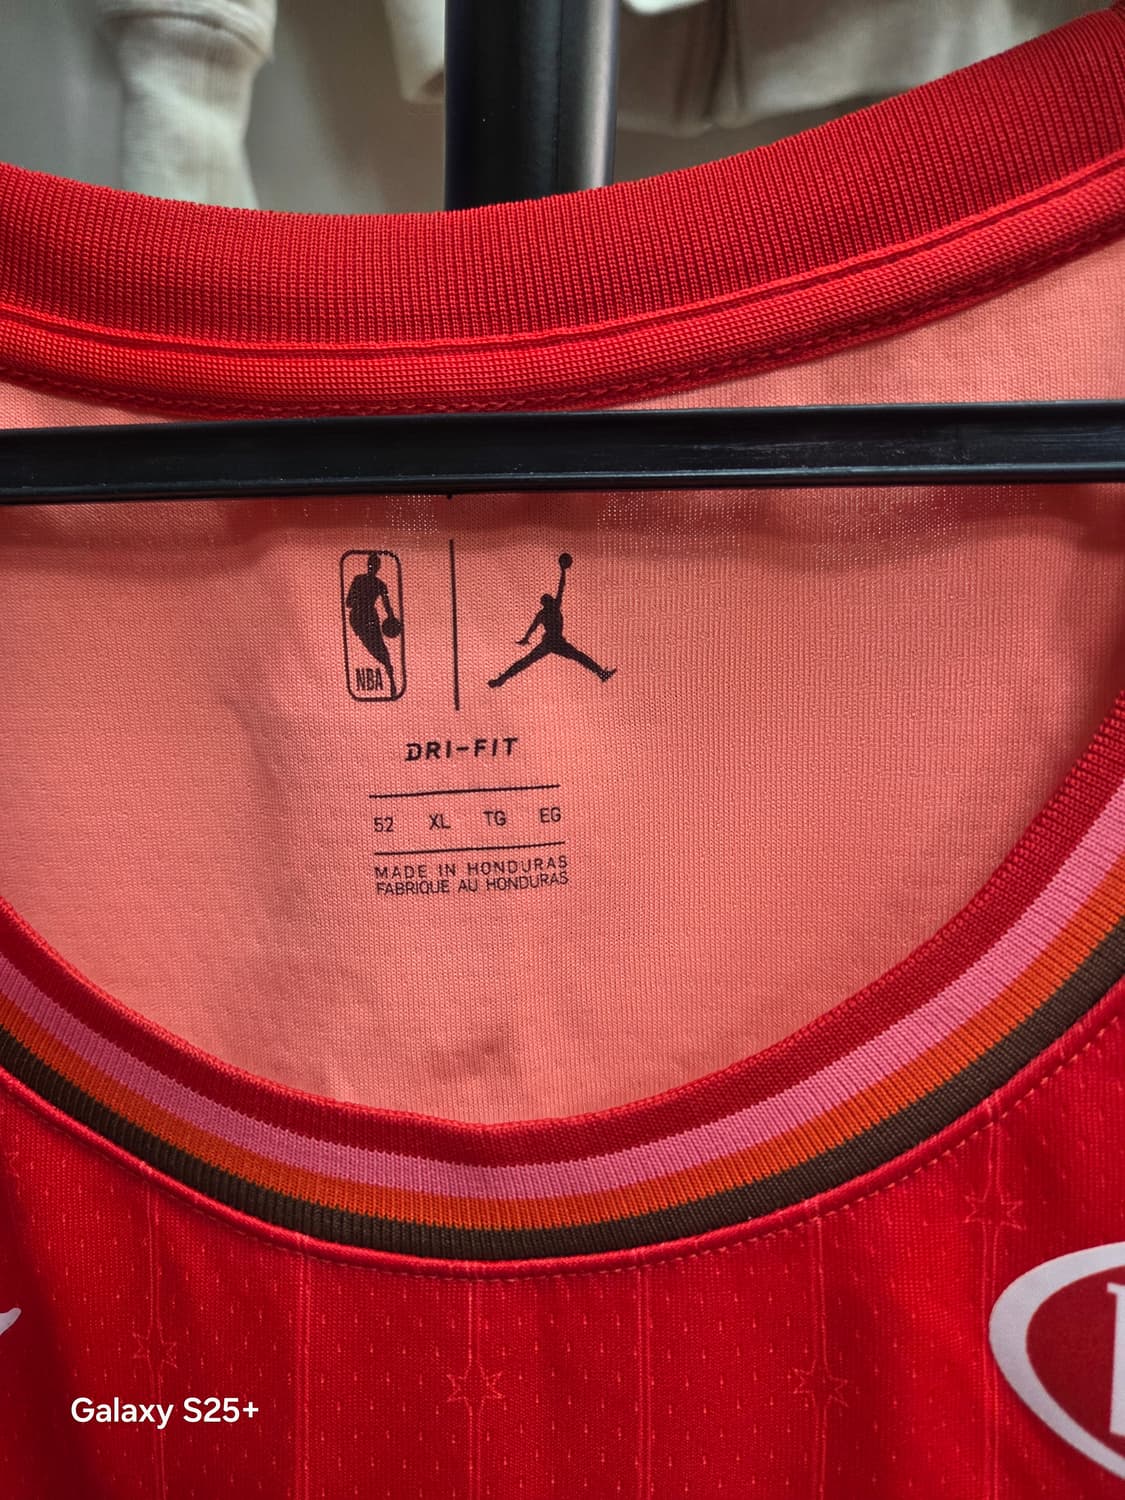 NBA
DRI-FIT
52 XL TG EG
MADE IN HONDURAS
FABRIQUE AU HONDURAS
Galaxy S25+